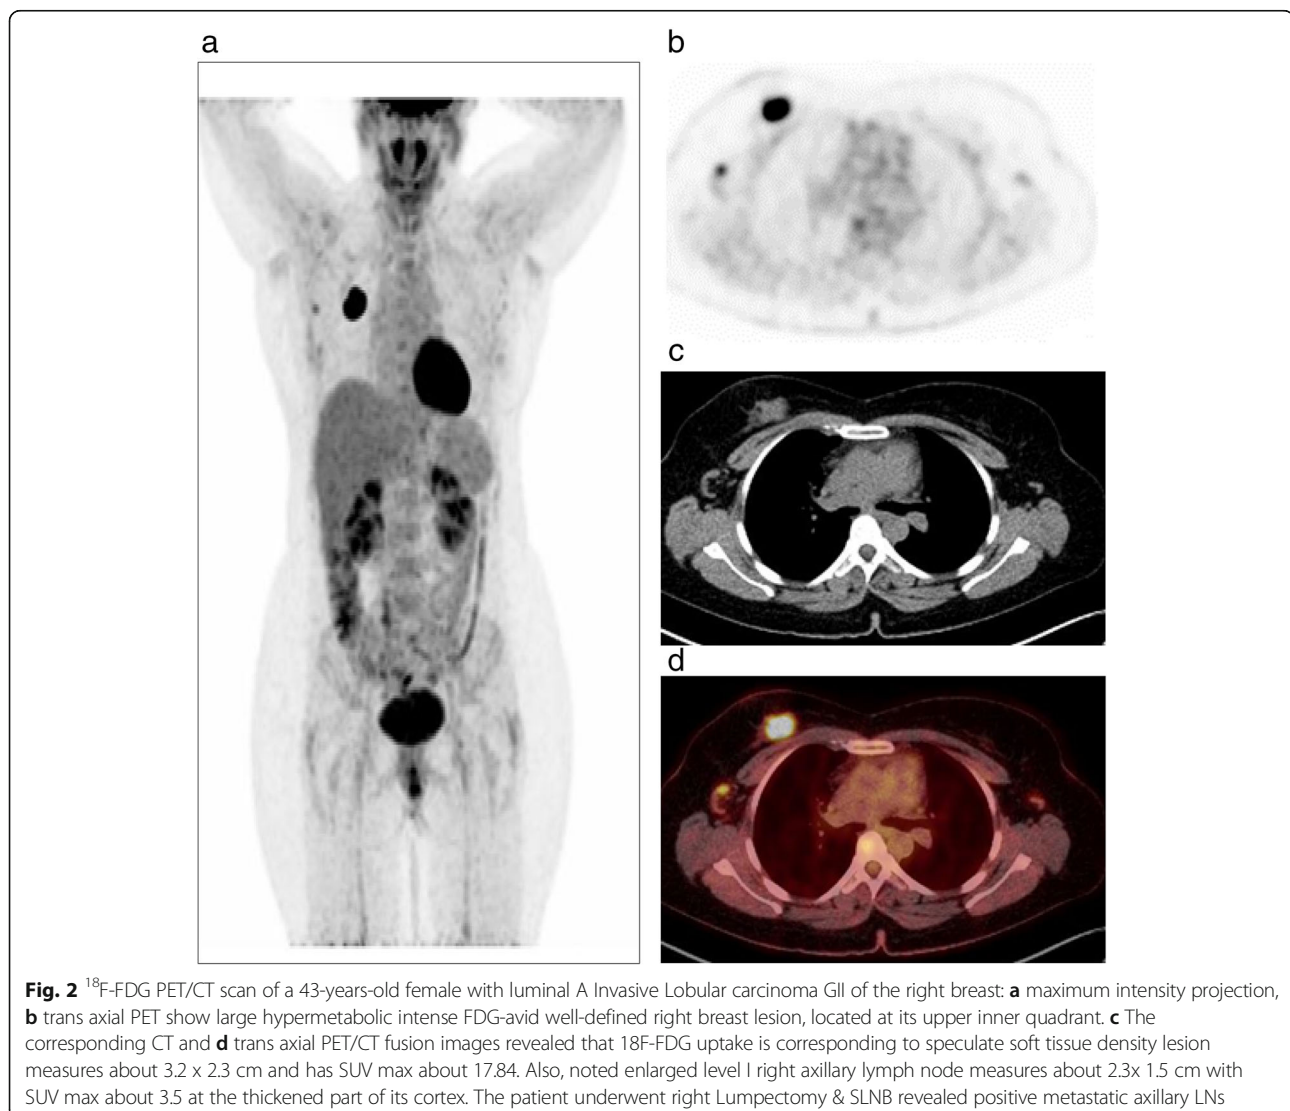 a
b
c
d
Fig. 2 18F-FDG PET/CT scan of a 43-years-old female with luminal A Invasive Lobular carcinoma GII of the right breast: a maximum intensity projection,
b trans axial PET show large hypermetabolic intense FDG-avid well-defined right breast lesion, located at its upper inner quadrant. c The
corresponding CT and d trans axial PET/CT fusion images revealed that 18F-FDG uptake is corresponding to speculate soft tissue density lesion
measures about 3.2 x 2.3 cm and has SUV max about 17.84. Also, noted enlarged level I right axillary lymph node measures about 2.3x 1.5 cm with
SUV max about 3.5 at the thickened part of its cortex. The patient underwent right Lumpectomy & SLNB revealed positive metastatic axillary LNs